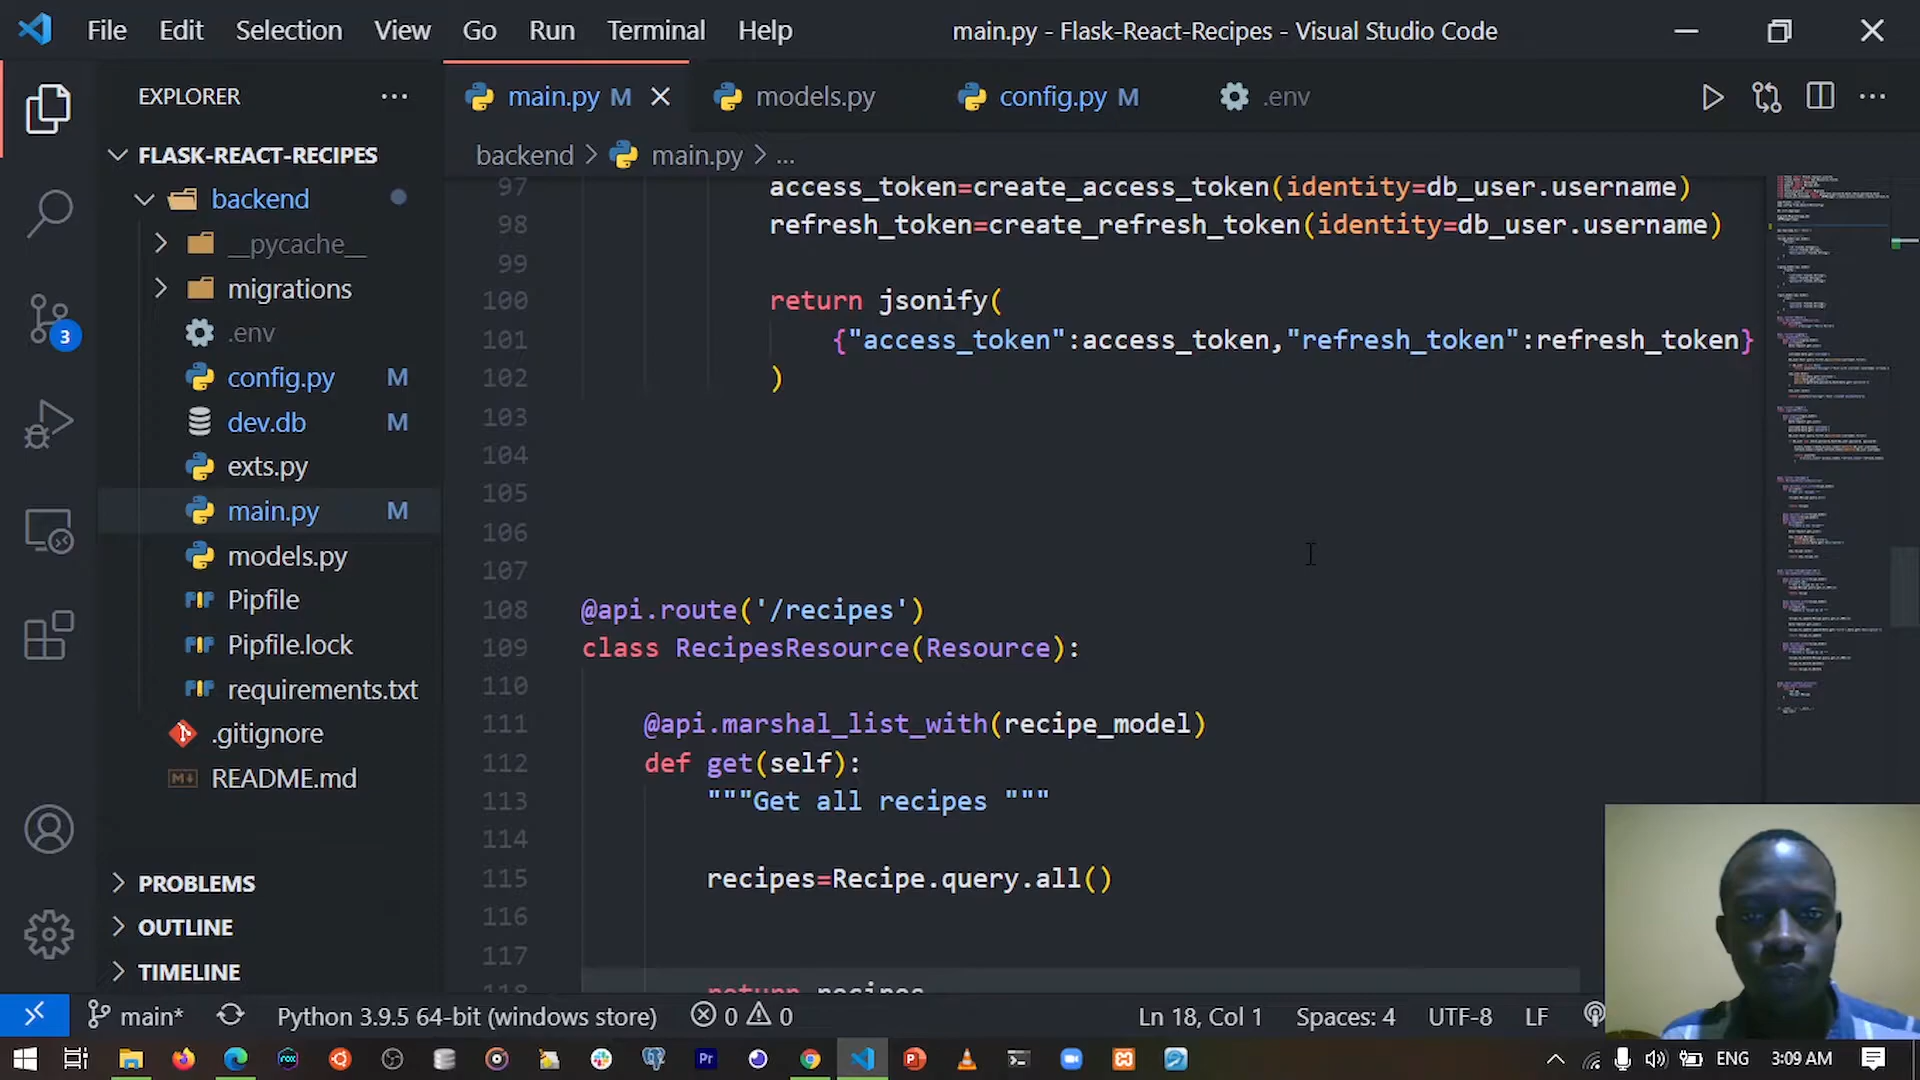 File Edit Selection View Go Run Terminal Help main.py - Flask-React-Recipes - Visual Studio Code
EXPLORER
main.py M
models.py
config.py M
.env
FLASK-REACT-RECIPES
backend
__pycache__
migrations
.env
config.py M
dev.db M
exts.py
main.py M
models.py
Pipfile
Pipfile.lock
requirements.txt
.gitignore
README.md
PROBLEMS
OUTLINE
TIMELINE
3
backend > main.py > ...
97 access_token=create_access_token(identity=db_user.username)
98 refresh_token=create_refresh_token(identity=db_user.username)
99
100 return jsonify(
101 {"access_token":access_token,"refresh_token":refresh_token}
102 )
103
104
105
106
107
108 @api.route('/recipes')
109 class RecipesResource(Resource):
110
111 @api.marshal_list_with(recipe_model)
112 def get(self):
113 """Get all recipes """
114
115 recipes=Recipe.query.all()
116
117
118 return recipes
main* Python 3.9.5 64-bit (windows store) 0 0 Ln 18, Col 1 Spaces: 4 UTF-8 LF
ENG 3:09 AM